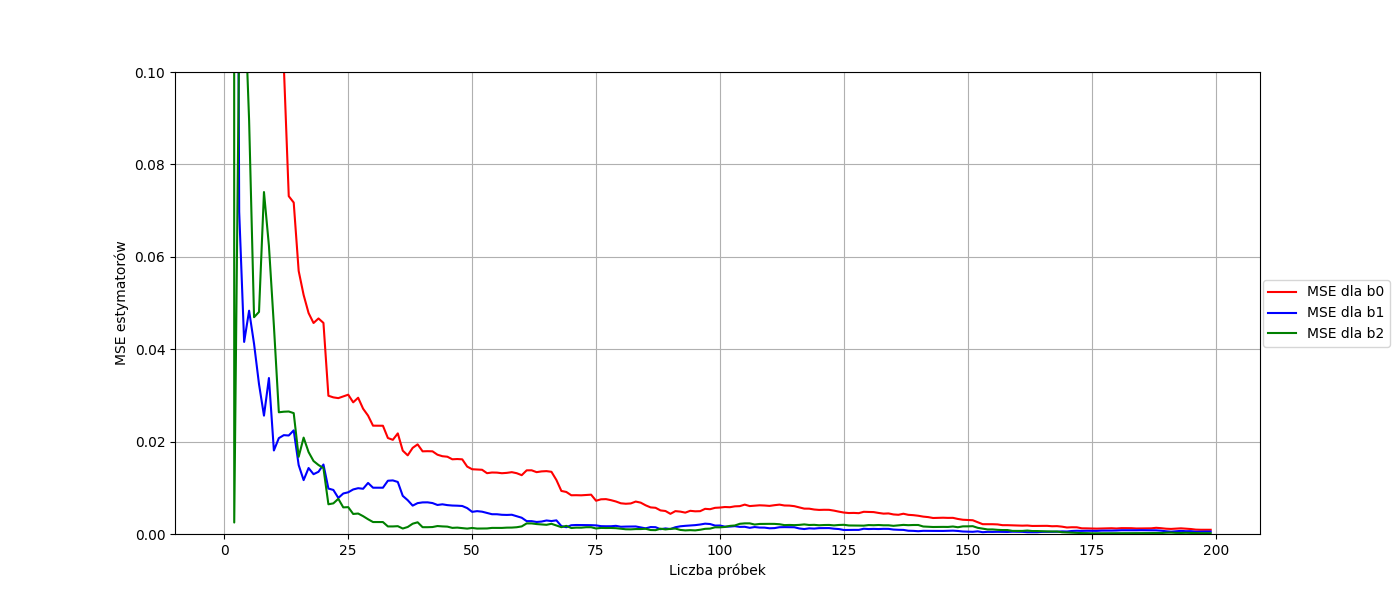 0.10
0.08
0.06
0.04
0.02
0.00
MSE estymatorów
0 25 50 75 100 125 150 175 200
Liczba próbek
MSE dla b0
MSE dla b1
MSE dla b2